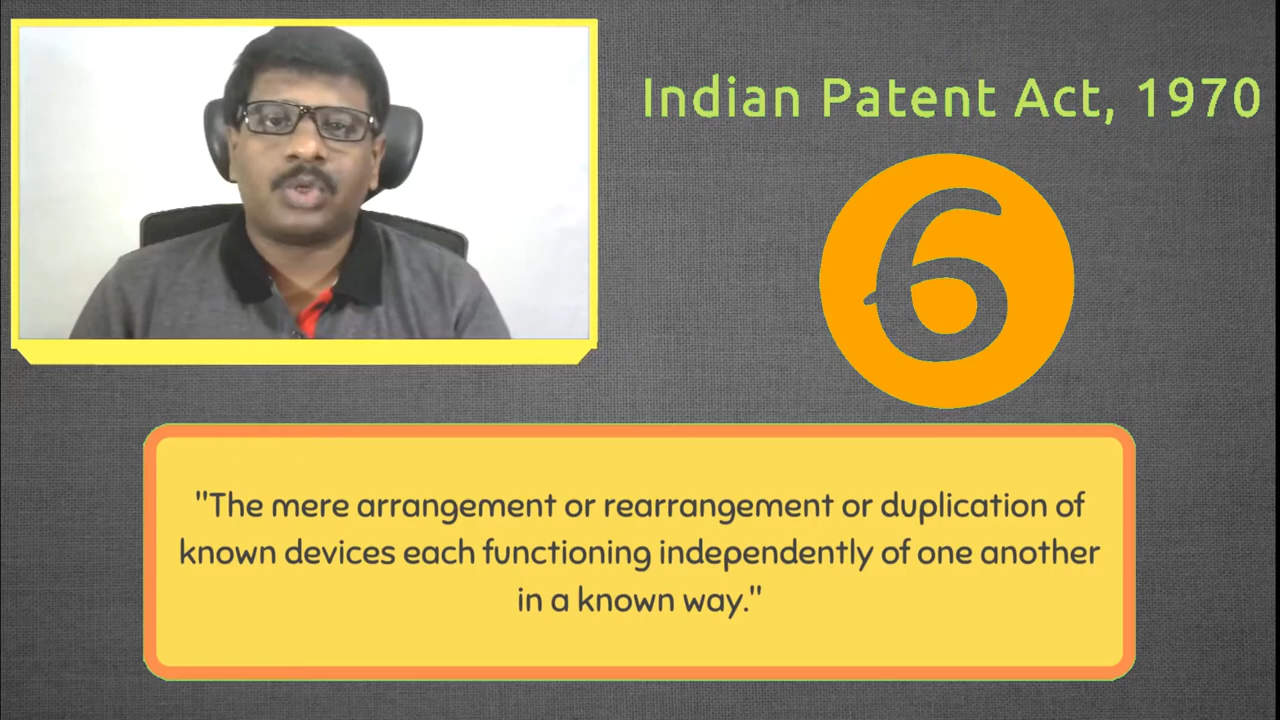 Indian Patent Act, 1970
6
"The mere arrangement or rearrangement or duplication of
known devices each functioning independently of one another
in a known way."